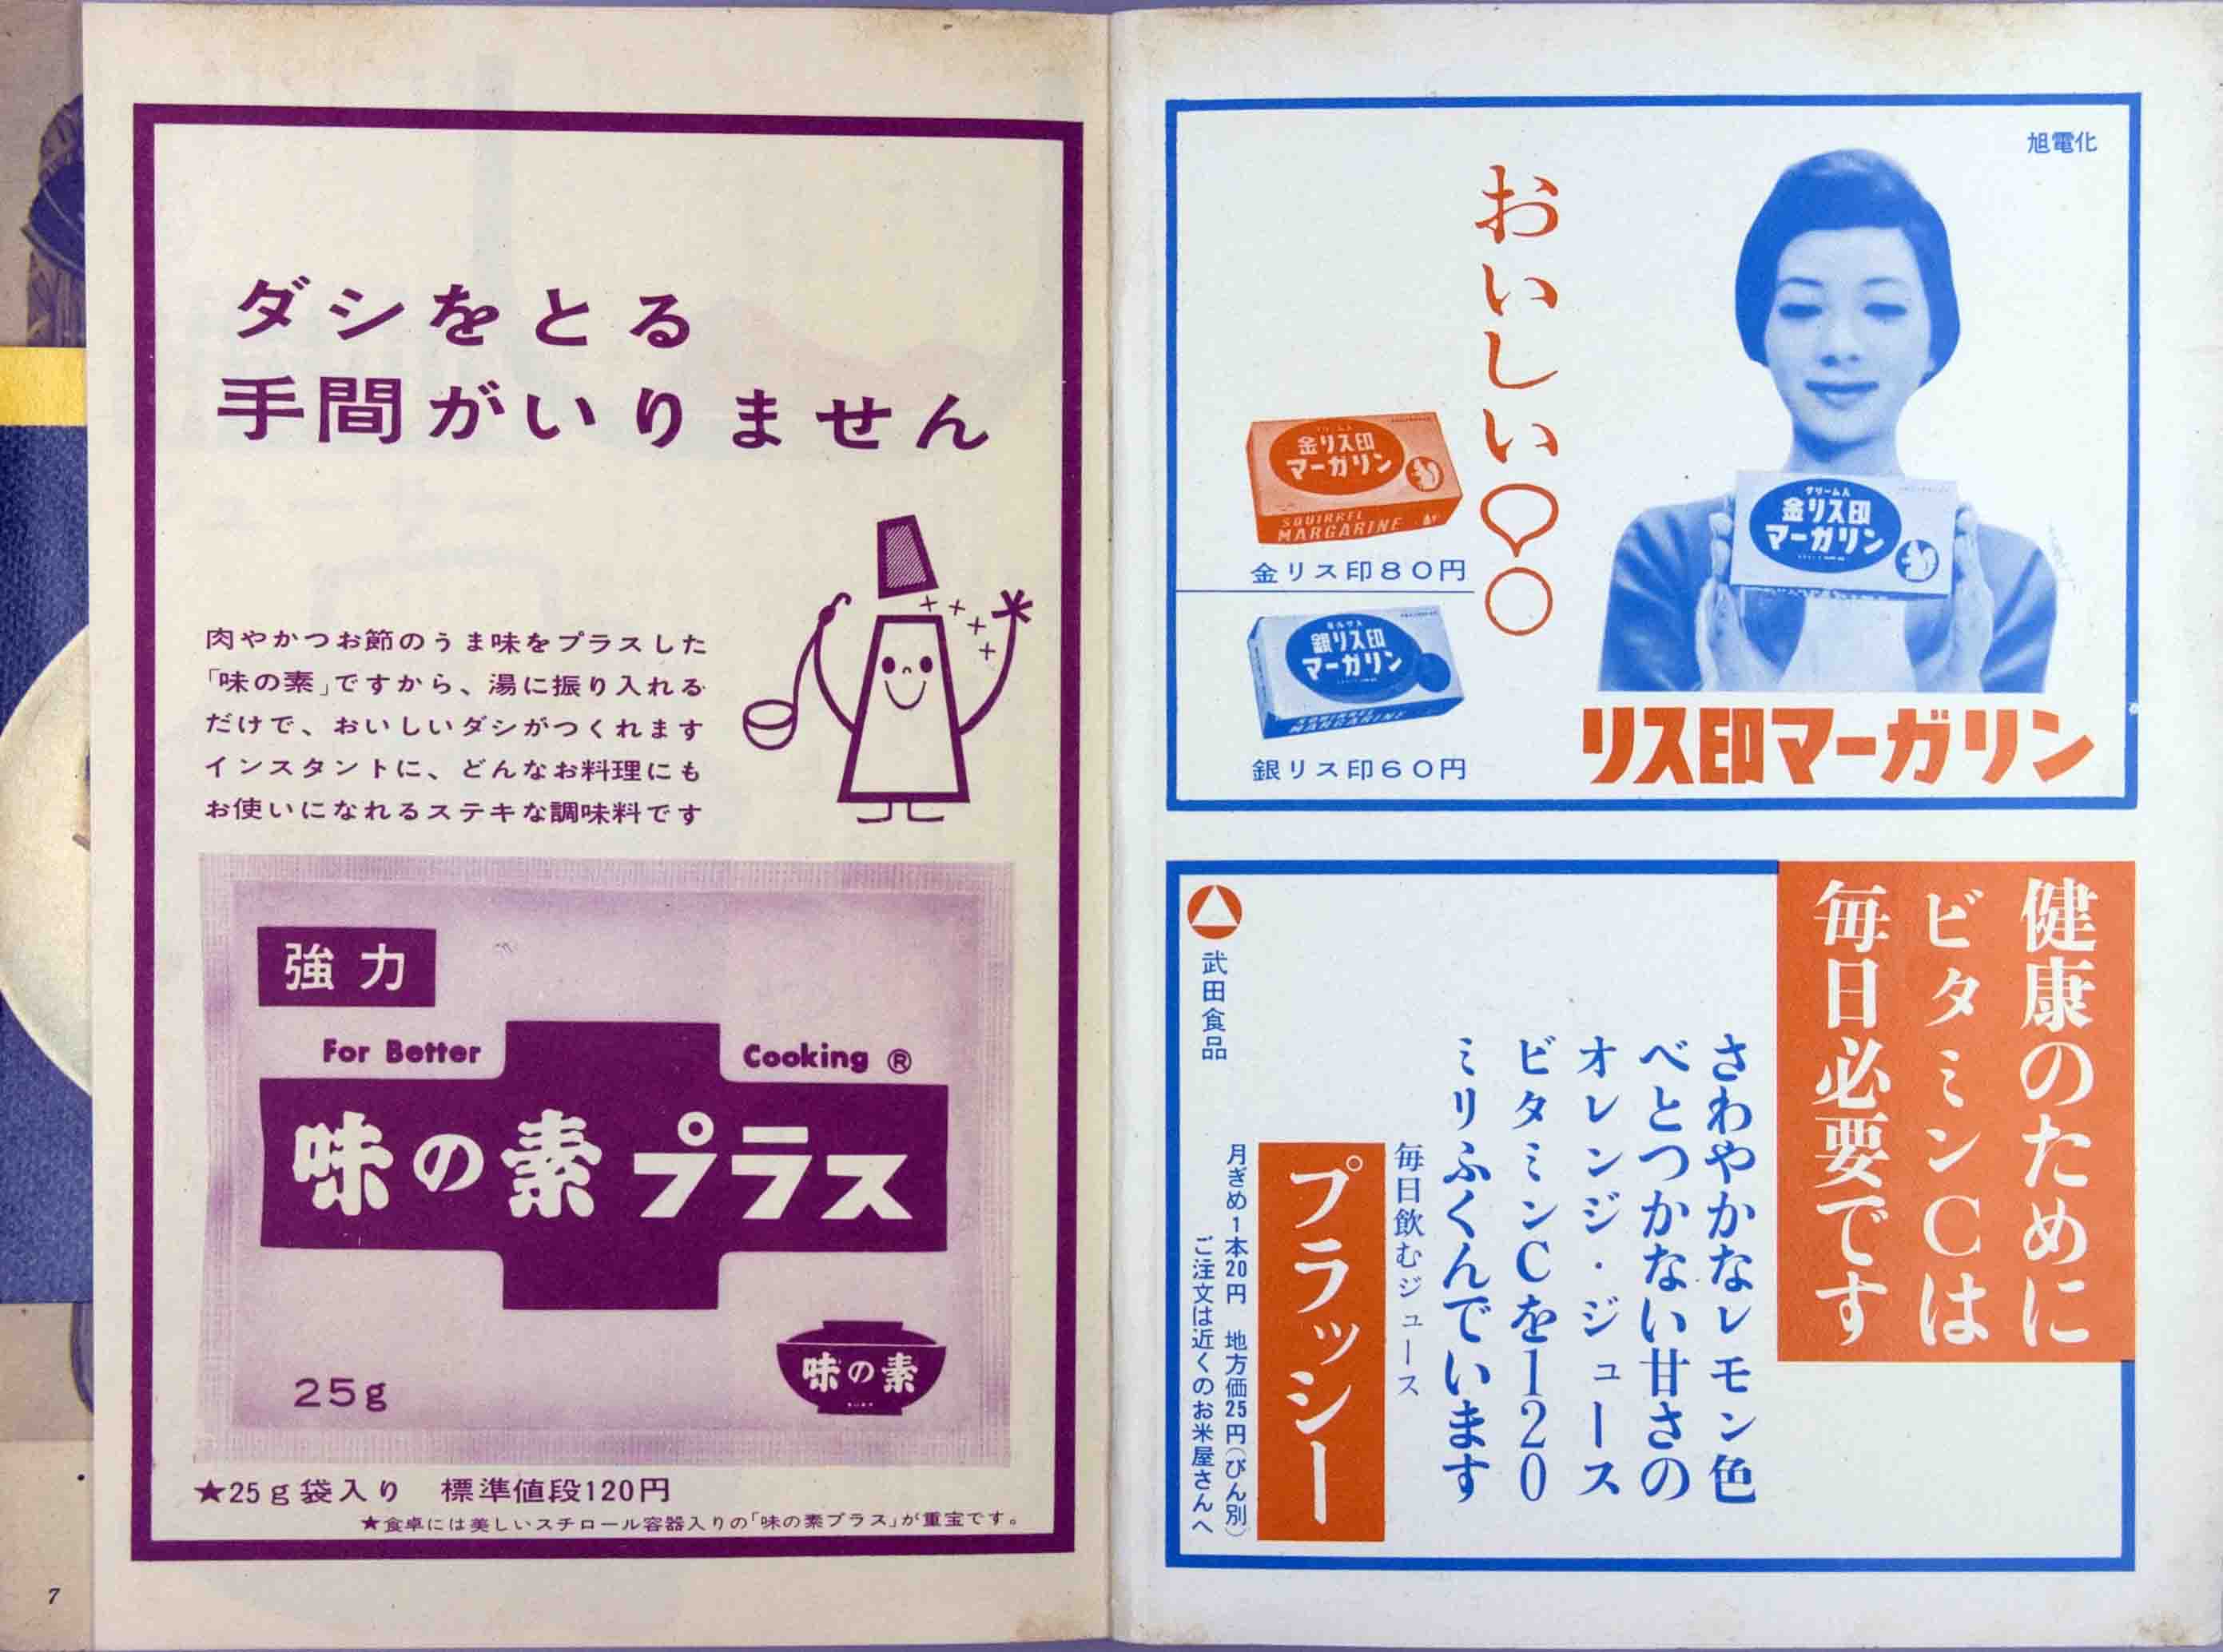 ダシをとる
手間がいりません
肉やかつお節のうま味をプラスした
「味の素」ですから、湯に振り入れる
だけで、おいしいダシがつくれます
インスタントに、どんなお料理にも
お使いになれるステキな調味料です
強力
For Better Cooking ®
味の素プラス
25g
味の素
★25g袋入り 標準値段120円
★食卓には美しいスチロール容器入りの「味の素プラス」が重宝です。
7
旭電化
おいしい
金リス印
マーガリン
SQUIRREL
MARGARINE
金リス印80円
銀リス印
マーガリン
SQUIRREL
MARGARINE
銀リス印60円
クリーム入
金リス印
マーガリン
リス印マーガリン
健康のために
ビタミンCは
毎日必要です
さわやかなレモン色
べとつかない甘さの
オレンジ・ジュース
ビタミンCを120
ミリふくんでいます
毎日飲むジュース
プラッシー
月ぎめ1本20円 地方価25円(びん別)
ご注文は近くのお米屋さんへ
武田食品